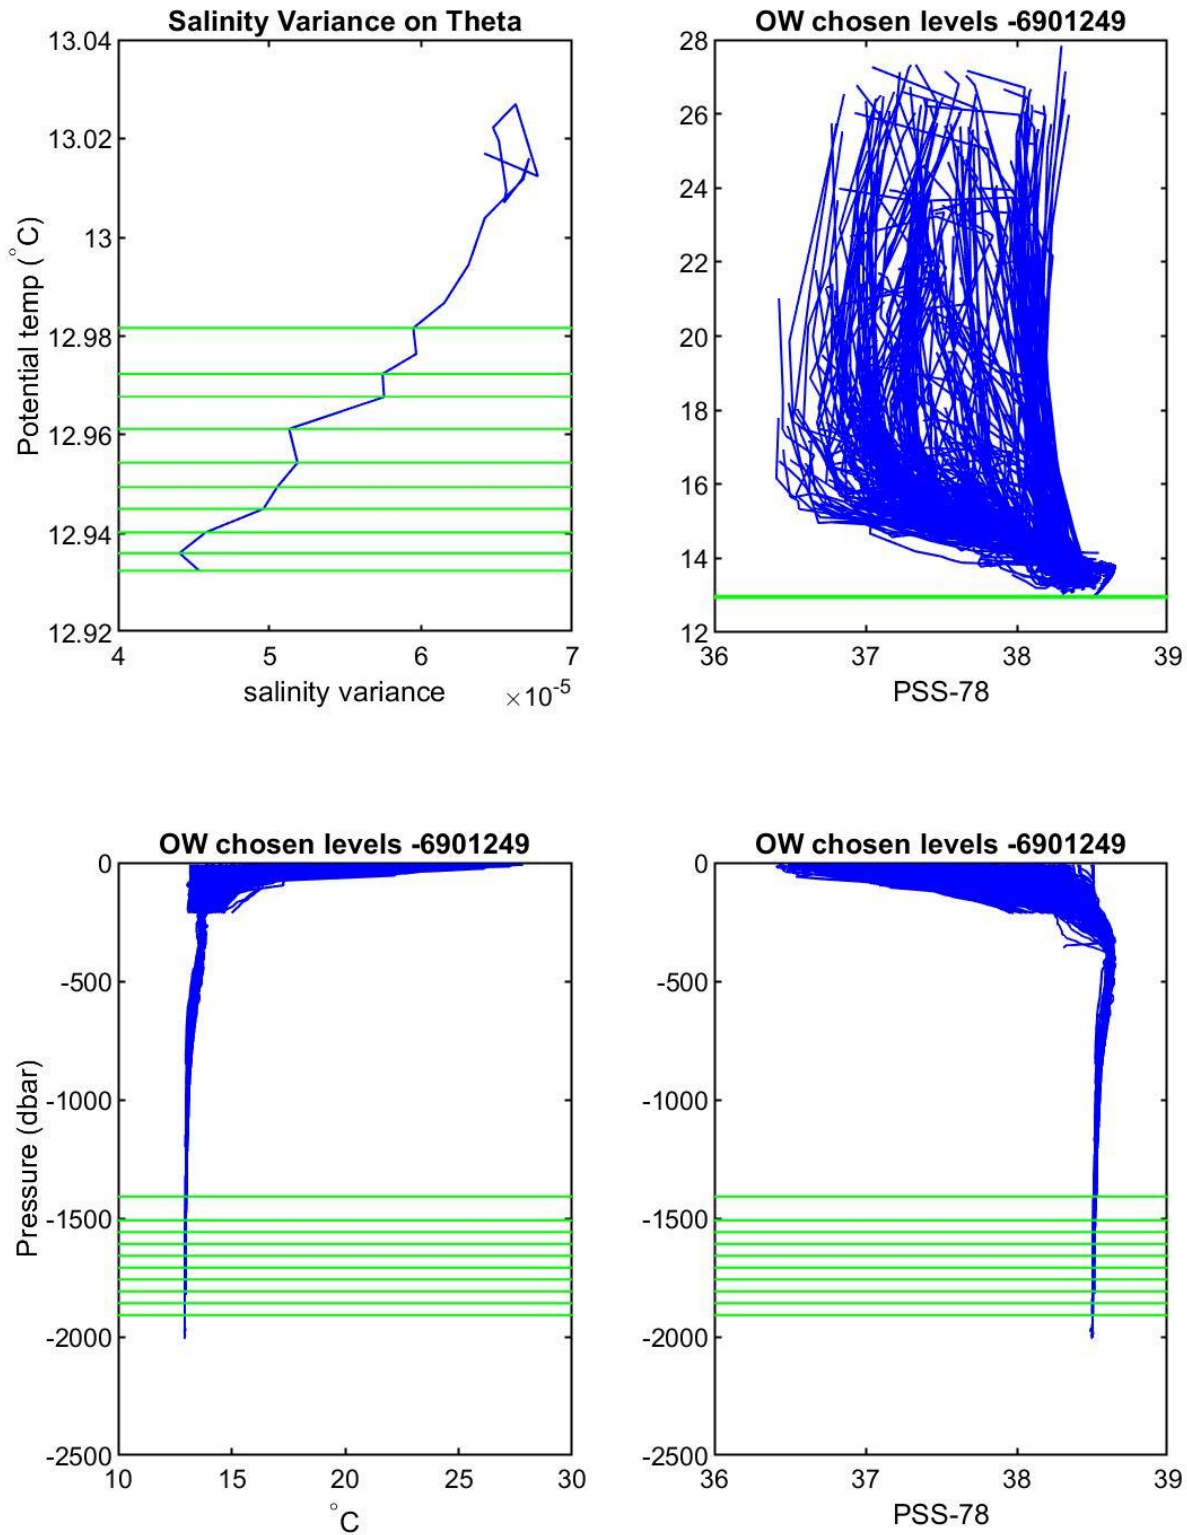 Salinity Variance on Theta
13.04
13.02
13
12.98
12.96
12.94
12.92
Potential temp (°C)
4 5 6 7
salinity variance ×10-5
OW chosen levels -6901249
28
26
24
22
20
18
16
14
12
36 37 38 39
PSS-78
OW chosen levels -6901249
0
-500
-1000
-1500
-2000
-2500
Pressure (dbar)
10 15 20 25 30
°C
OW chosen levels -6901249
0
-500
-1000
-1500
-2000
-2500
36 37 38 39
PSS-78